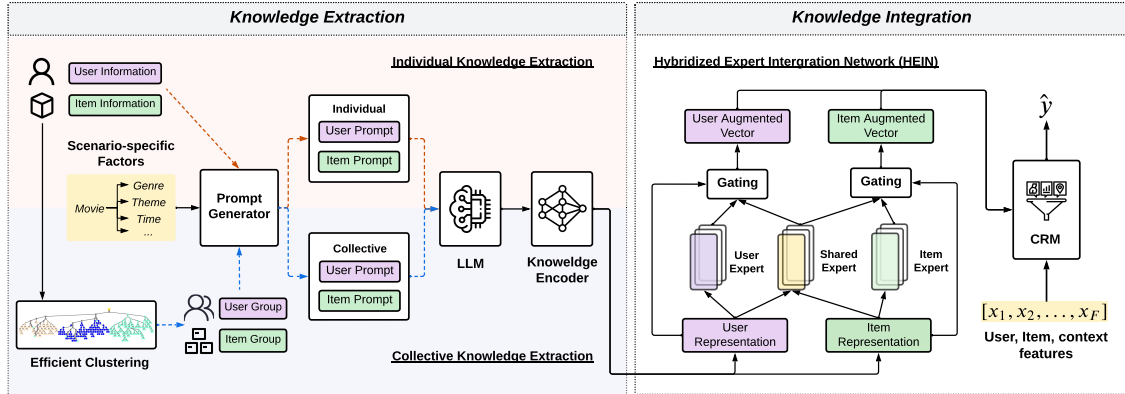 Knowledge Extraction
Knowledge Integration
Individual Knowledge Extraction
User Information
Item Information
Scenario-specific
Factors
Movie
Genre
Theme
Time
...
Prompt
Generator
Individual
User Prompt
Item Prompt
Collective
User Prompt
Item Prompt
LLM
Knoweldge
Encoder
Efficient Clustering
User Group
Item Group
Collective Knowledge Extraction
Hybridized Expert Intergration Network (HEIN)
User Augmented
Vector
Item Augmented
Vector
Gating
Gating
User
Expert
Shared
Expert
Item
Expert
User
Representation
Item
Representation
ŷ
CRM
[x1, x2, . . . , xF]
User, Item, context
features